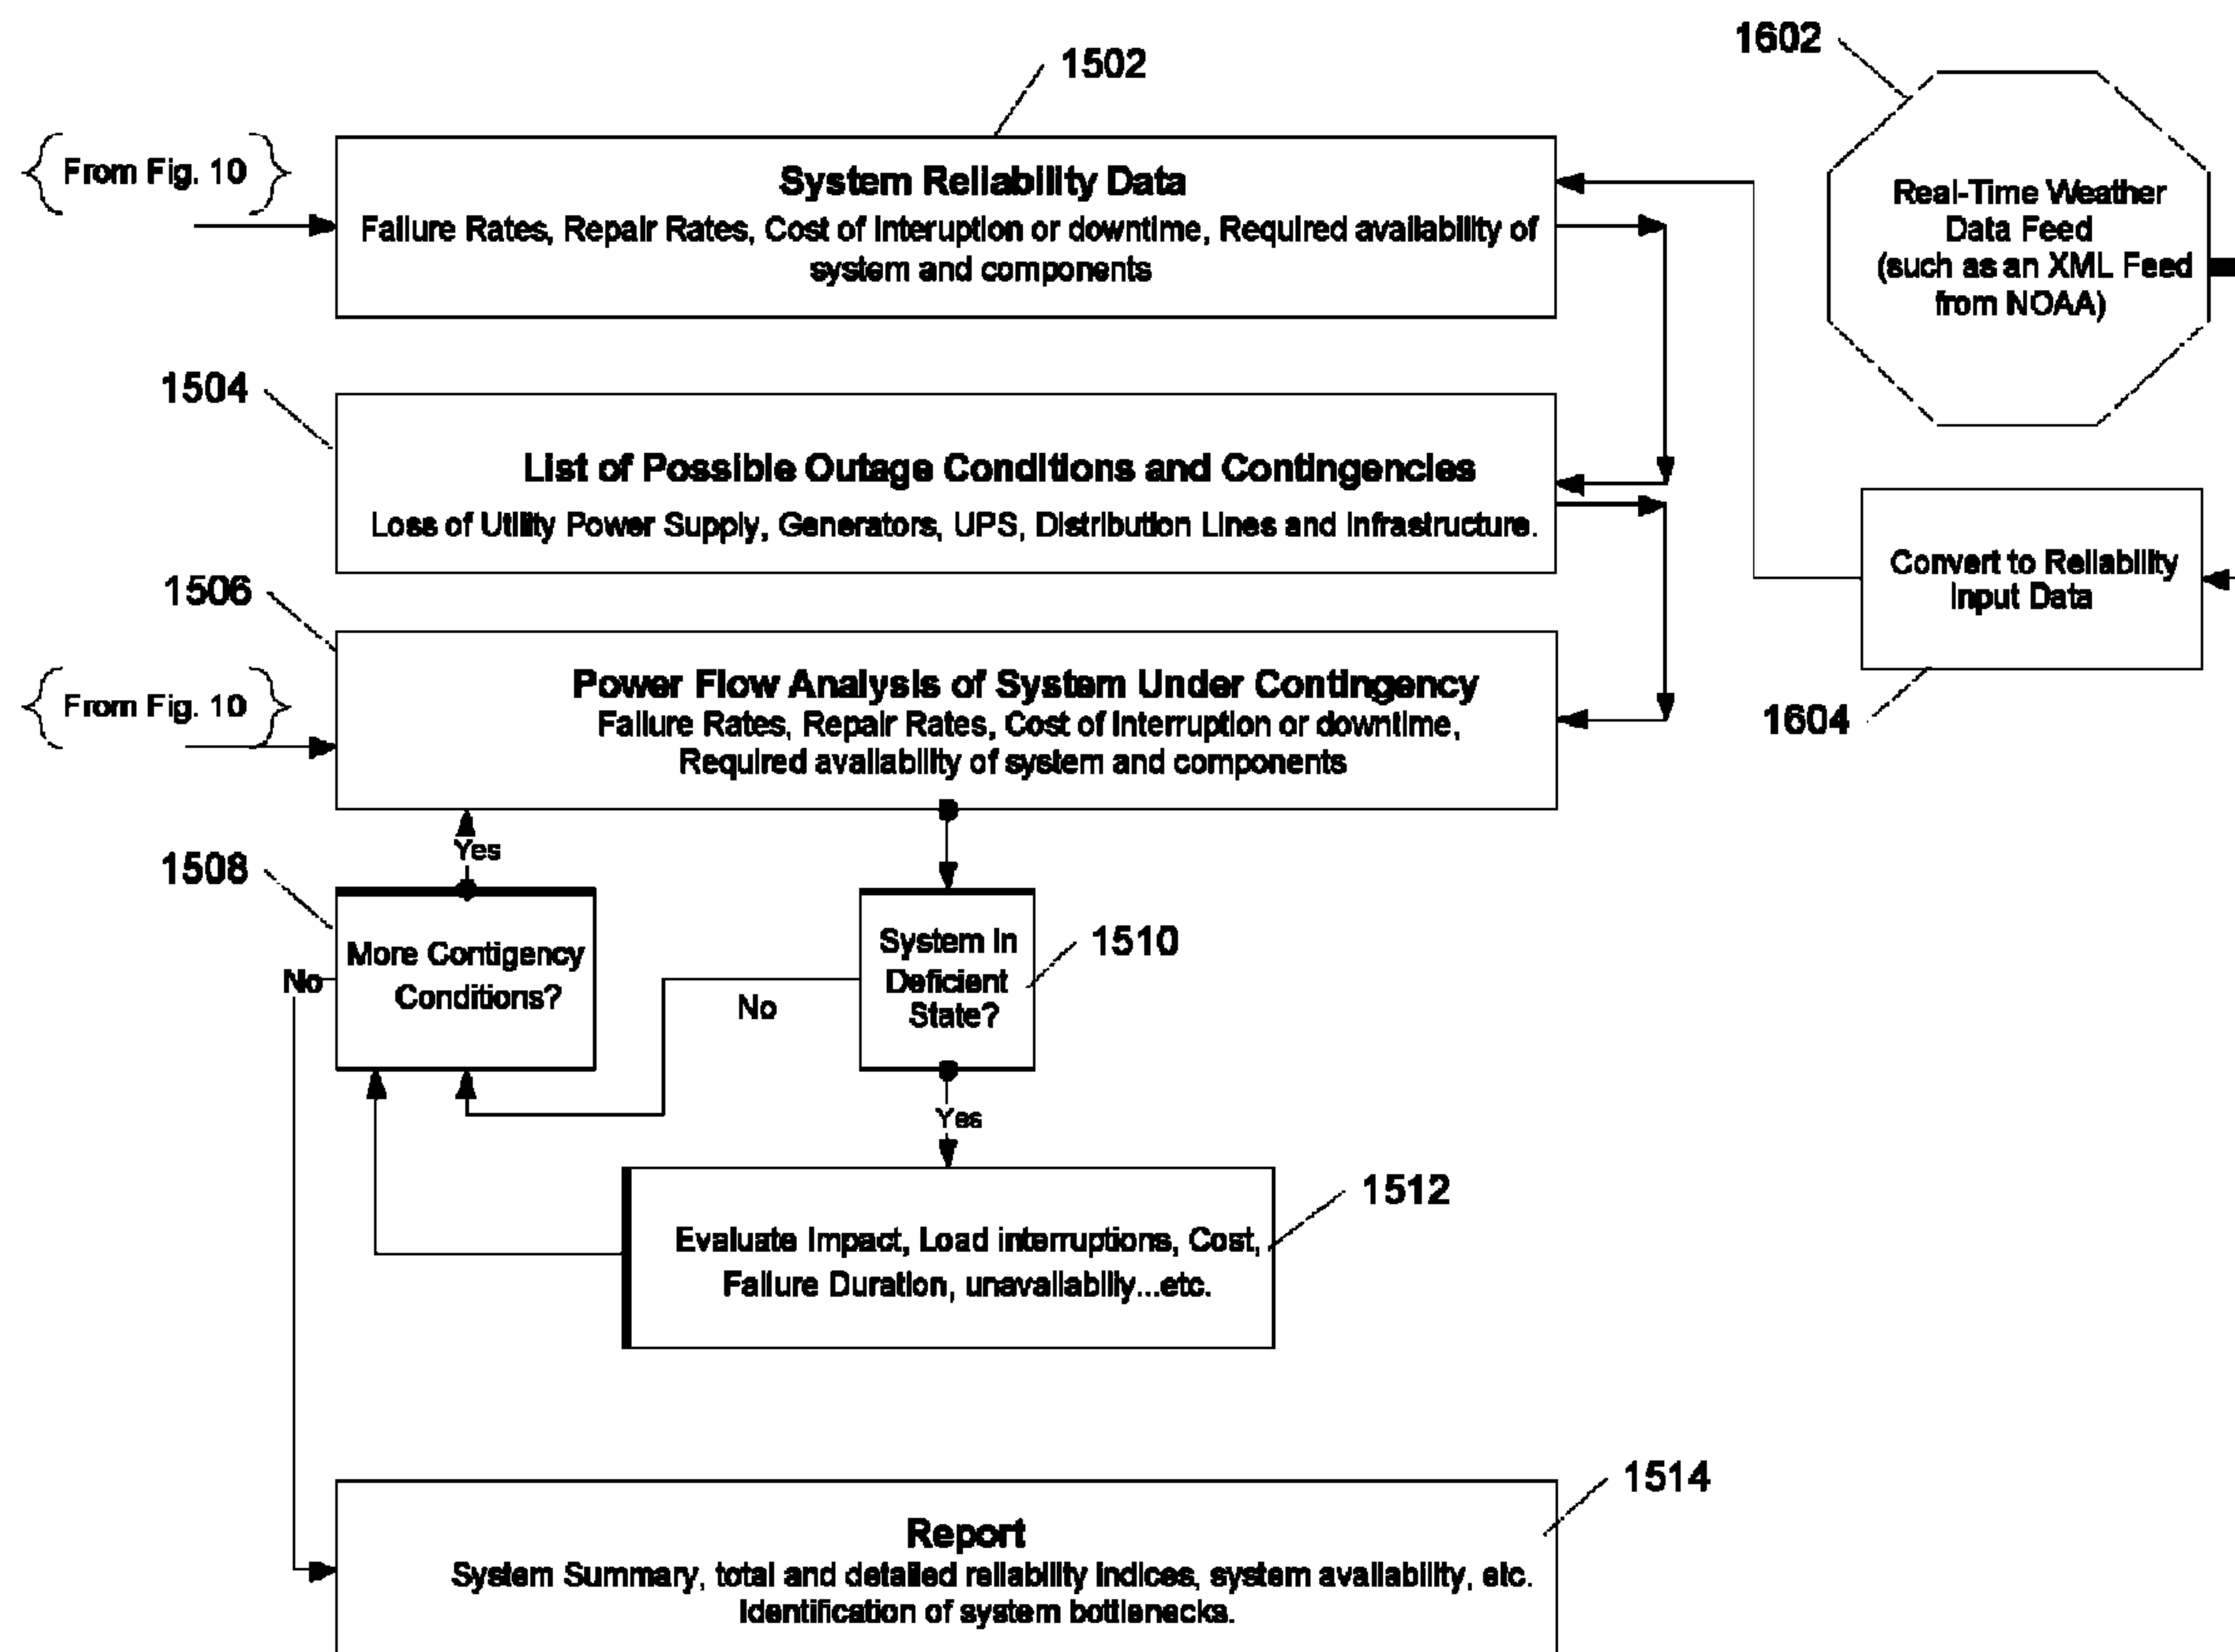 1502
1602
From Fig. 10
System Reliability Data
Failure Rates, Repair Rates, Cost of Interuption or downtime, Required availability of
system and components
Real-Time Weather
Data Feed
(such as an XML Feed
from NOAA)
1504
List of Possible Outage Conditions and Contingencies
Loss of Utility Power Supply, Generators, UPS, Distribution Lines and Infrastructure.
Convert to Reliability
Input Data
1604
1506
From Fig. 10
Power Flow Analysis of System Under Contingency
Failure Rates, Repair Rates, Cost of Interruption or downtime,
Required availability of system and components
Yes
1508
More Contigency
Conditions?
No
No
System In
Deficient
State?
1510
Yes
1512
Evaluate Impact, Load interruptions, Cost,
Failure Duration, unavailabiliy...etc.
1514
Report
System Summary, total and detailed reliability indices, system availability, etc.
Identification of system bottlenecks.